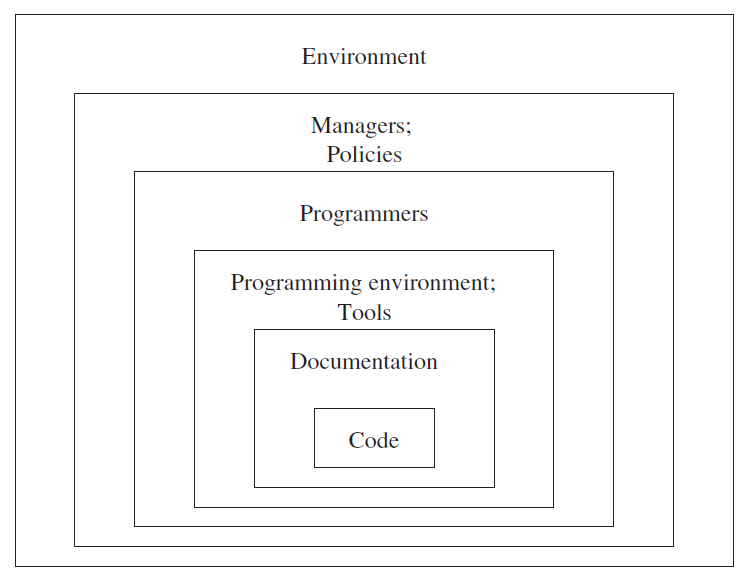 Environment
Managers;
Policies
Programmers
Programming environment;
Tools
Documentation
Code